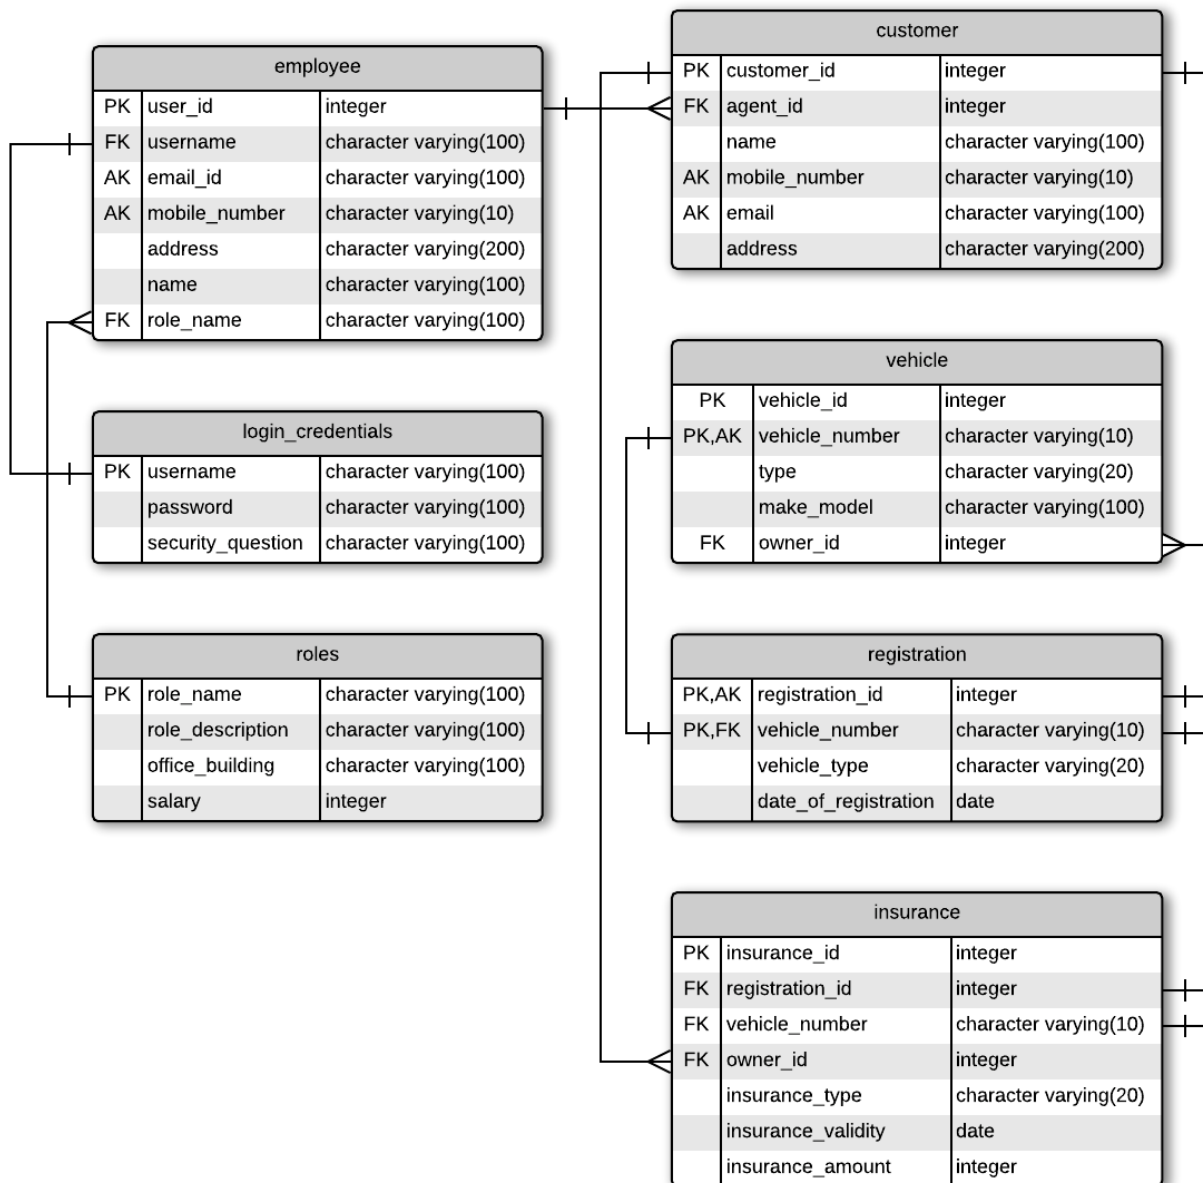 employee
PK user_id integer
FK username character varying(100)
AK email_id character varying(100)
AK mobile_number character varying(10)
address character varying(200)
name character varying(100)
FK role_name character varying(100)
login_credentials
PK username character varying(100)
password character varying(100)
security_question character varying(100)
roles
PK role_name character varying(100)
role_description character varying(100)
office_building character varying(100)
salary integer
customer
PK customer_id integer
FK agent_id integer
name character varying(100)
AK mobile_number character varying(10)
AK email character varying(100)
address character varying(200)
vehicle
PK vehicle_id integer
PK,AK vehicle_number character varying(10)
type character varying(20)
make_model character varying(100)
FK owner_id integer
registration
PK,AK registration_id integer
PK,FK vehicle_number character varying(10)
vehicle_type character varying(20)
date_of_registration date
insurance
PK insurance_id integer
FK registration_id integer
FK vehicle_number character varying(10)
FK owner_id integer
insurance_type character varying(20)
insurance_validity date
insurance_amount integer